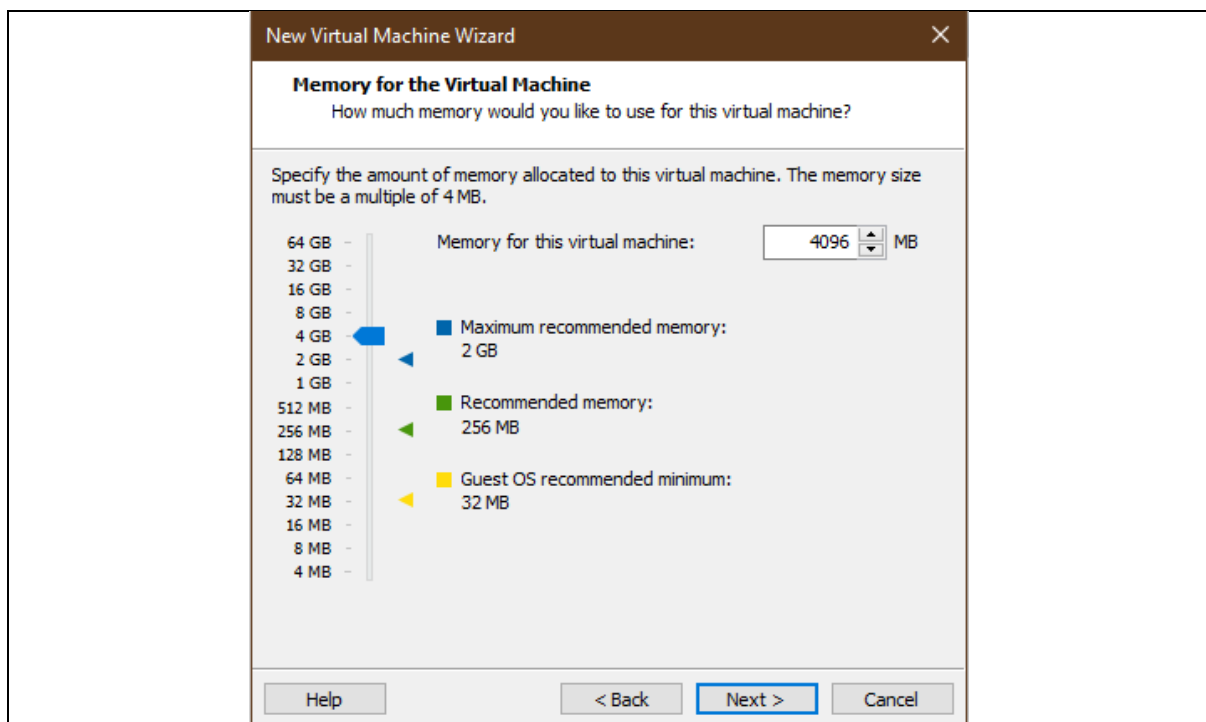 New Virtual Machine Wizard
Memory for the Virtual Machine
How much memory would you like to use for this virtual machine?
Specify the amount of memory allocated to this virtual machine. The memory size
must be a multiple of 4 MB.
64 GB
Memory for this virtual machine:
4096 MB
32 GB
16 GB
8 GB
4 GB
2 GB
1 GB
512 MB
256 MB
128 MB
64 MB
32 MB
16 MB
8 MB
4 MB
Maximum recommended memory:
2 GB
Recommended memory:
256 MB
Guest OS recommended minimum:
32 MB
Help
< Back
Next >
Cancel